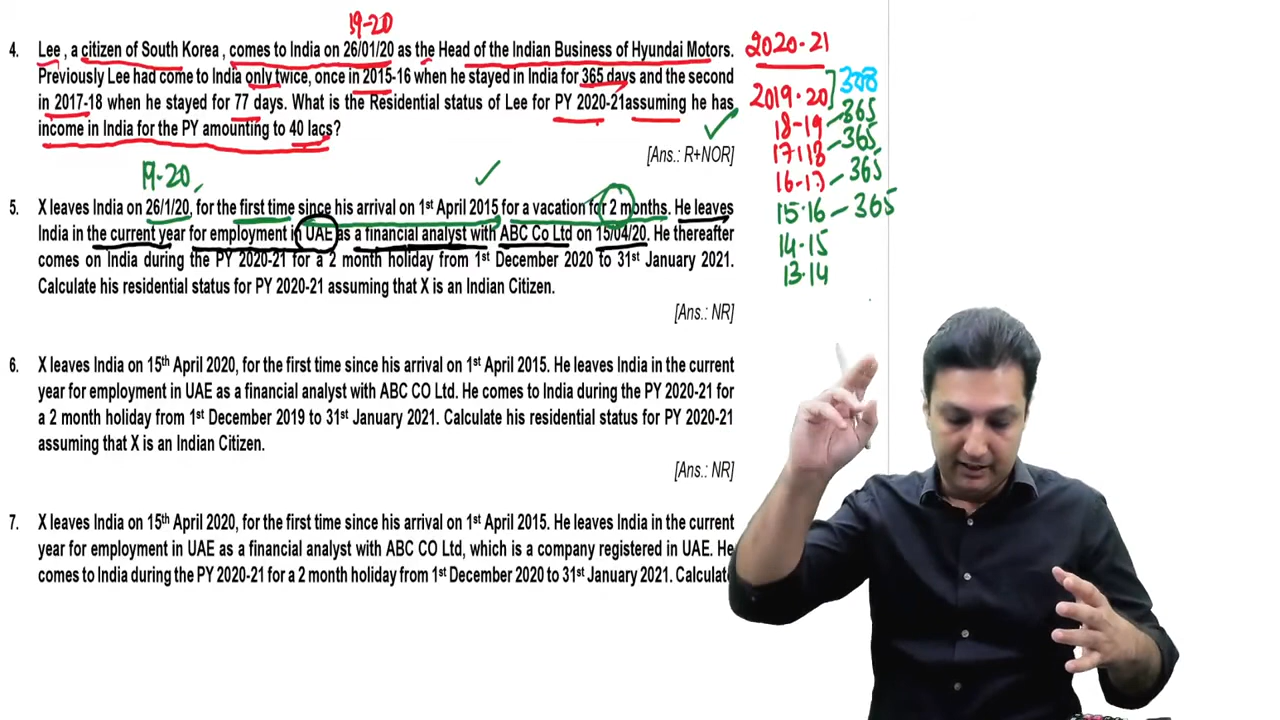 19-20
4. Lee , a citizen of South Korea , comes to India on 26/01/20 as the Head of the Indian Business of Hyundai Motors.
Previously Lee had come to India only twice, once in 2015-16 when he stayed in India for 365 days and the second
in 2017-18 when he stayed for 77 days. What is the Residential status of Lee for PY 2020-21assuming he has
income in India for the PY amounting to 40 lacs?
[Ans.: R+NOR]
19-20
5. X leaves India on 26/1/20, for the first time since his arrival on 1st April 2015 for a vacation for 2 months. He leaves
India in the current year for employment in UAE as a financial analyst with ABC Co Ltd on 15/04/20. He thereafter
comes on India during the PY 2020-21 for a 2 month holiday from 1st December 2020 to 31st January 2021.
Calculate his residential status for PY 2020-21 assuming that X is an Indian Citizen.
[Ans.: NR]
6. X leaves India on 15th April 2020, for the first time since his arrival on 1st April 2015. He leaves India in the current
year for employment in UAE as a financial analyst with ABC CO Ltd. He comes to India during the PY 2020-21 for
a 2 month holiday from 1st December 2019 to 31st January 2021. Calculate his residential status for PY 2020-21
assuming that X is an Indian Citizen.
[Ans.: NR]
7. X leaves India on 15th April 2020, for the first time since his arrival on 1st April 2015. He leaves India in the current
year for employment in UAE as a financial analyst with ABC CO Ltd, which is a company registered in UAE. He
comes to India during the PY 2020-21 for a 2 month holiday from 1st December 2020 to 31st January 2021.
2020-21
2019-20
18-19 - 365
17-18 - 365
16-17 - 365
15-16 - 365
14-15
13-14